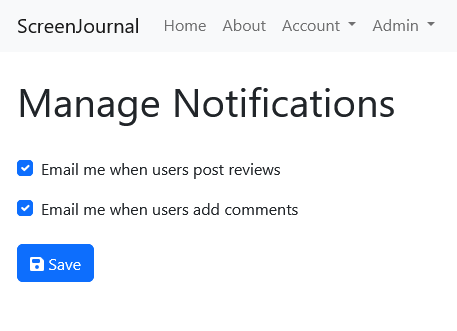 ScreenJournal Home About Account Admin
Manage Notifications
Email me when users post reviews
Email me when users add comments
Save